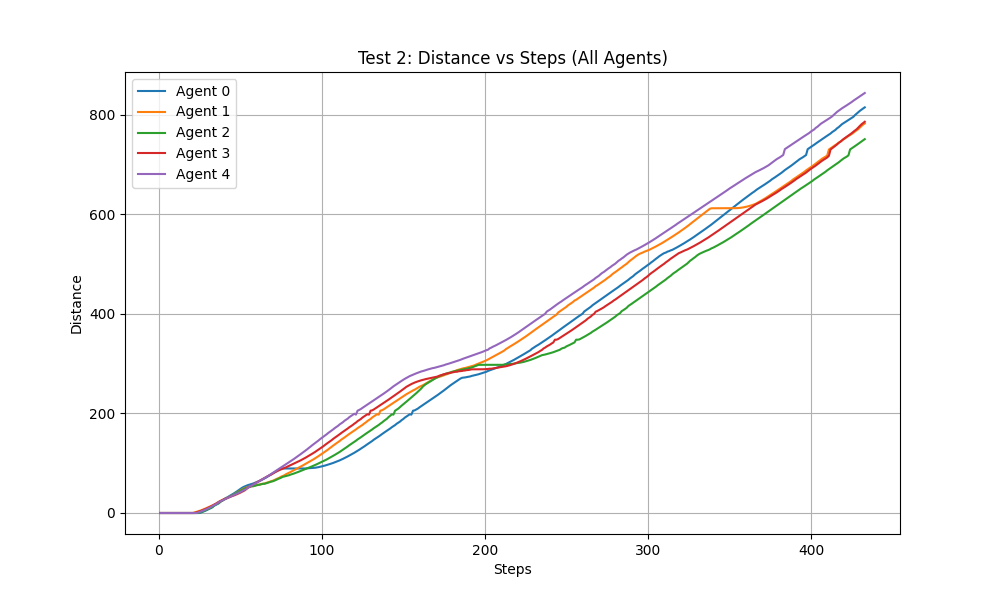 Test 2: Distance vs Steps (All Agents)
Agent 0
Agent 1
Agent 2
Agent 3
Agent 4
Distance
800
600
400
200
0
0 100 200 300 400
Steps